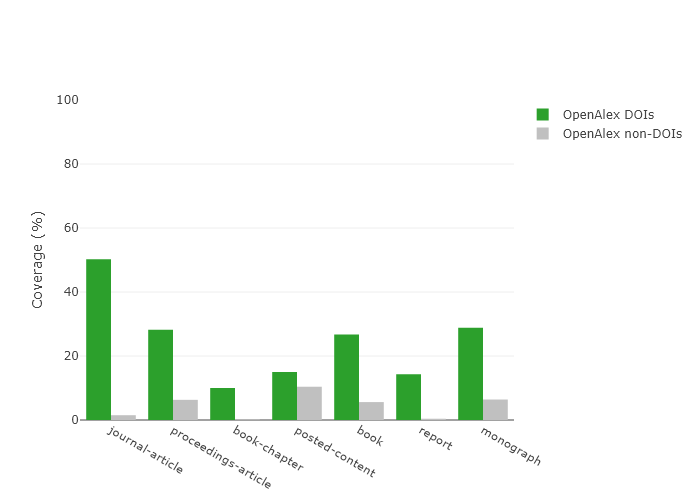 100
80
60
40
20
0
Coverage (%)
journal-article
proceedings-article
book-chapter
posted-content
book
report
monograph
OpenAlex DOIs
OpenAlex non-DOIs